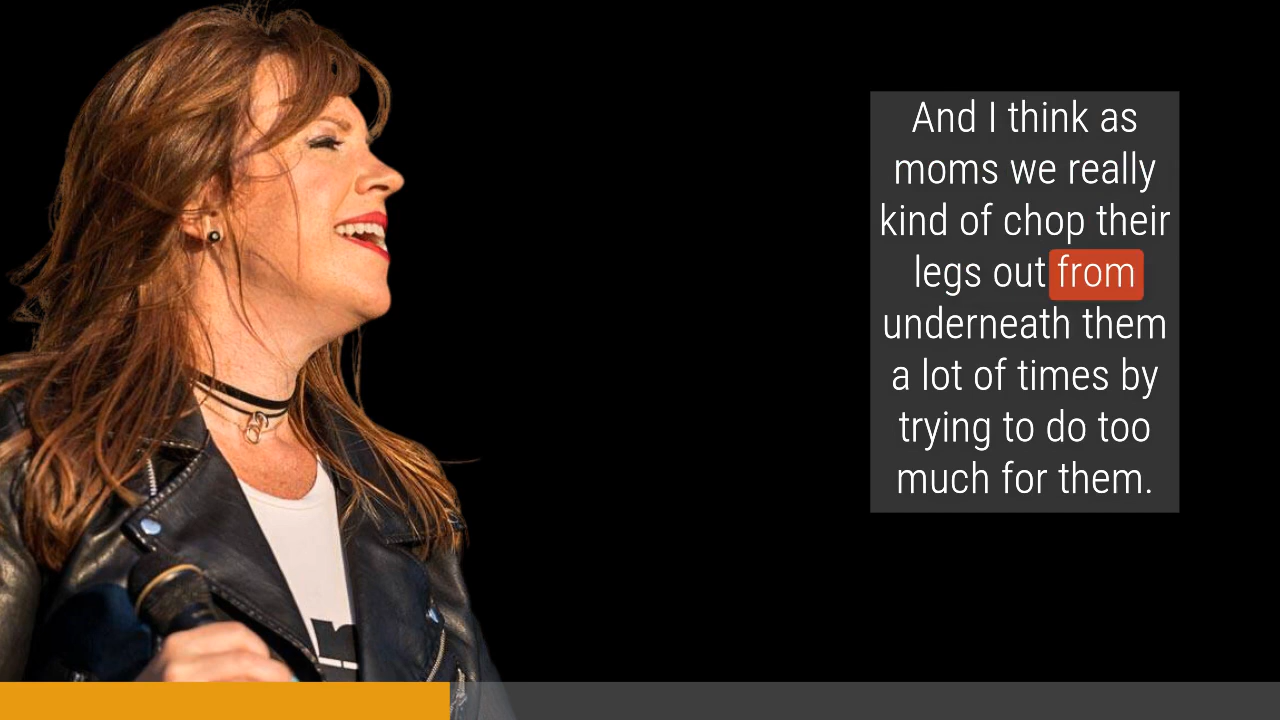 And I think as
moms we really
kind of chop their
legs out from
underneath them
a lot of times by
trying to do too
much for them.